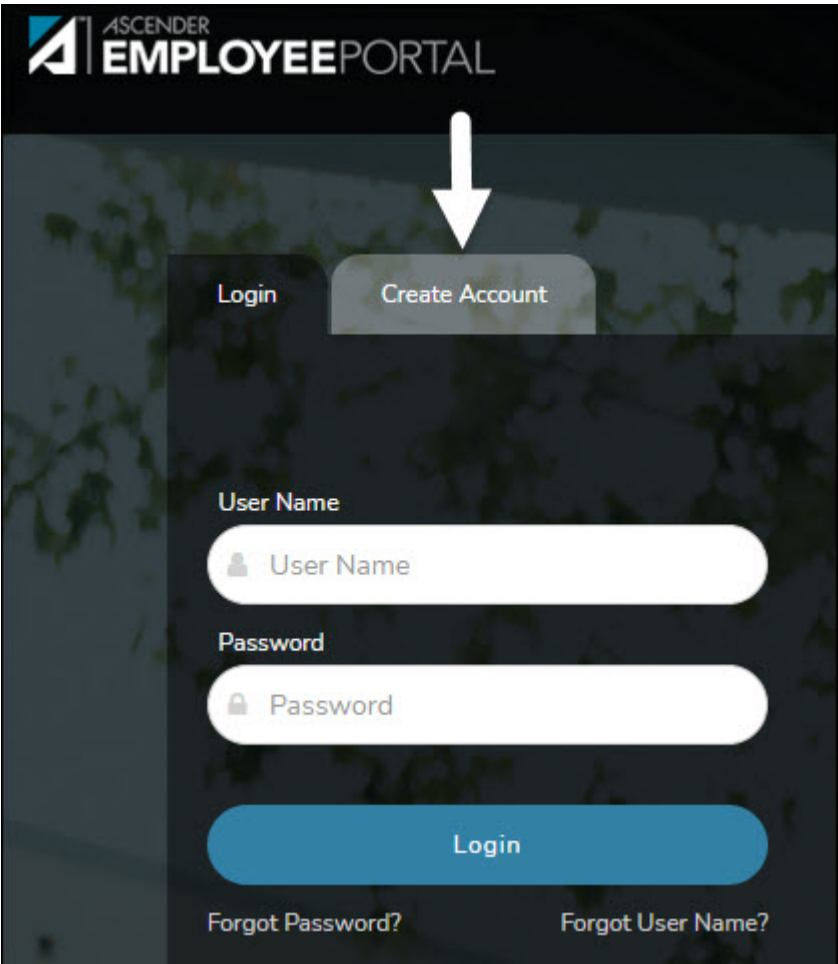 ASCENDER
EMPLOYEEPORTAL
Login
Create Account
User Name
User Name
Password
Password
Login
Forgot Password?
Forgot User Name?